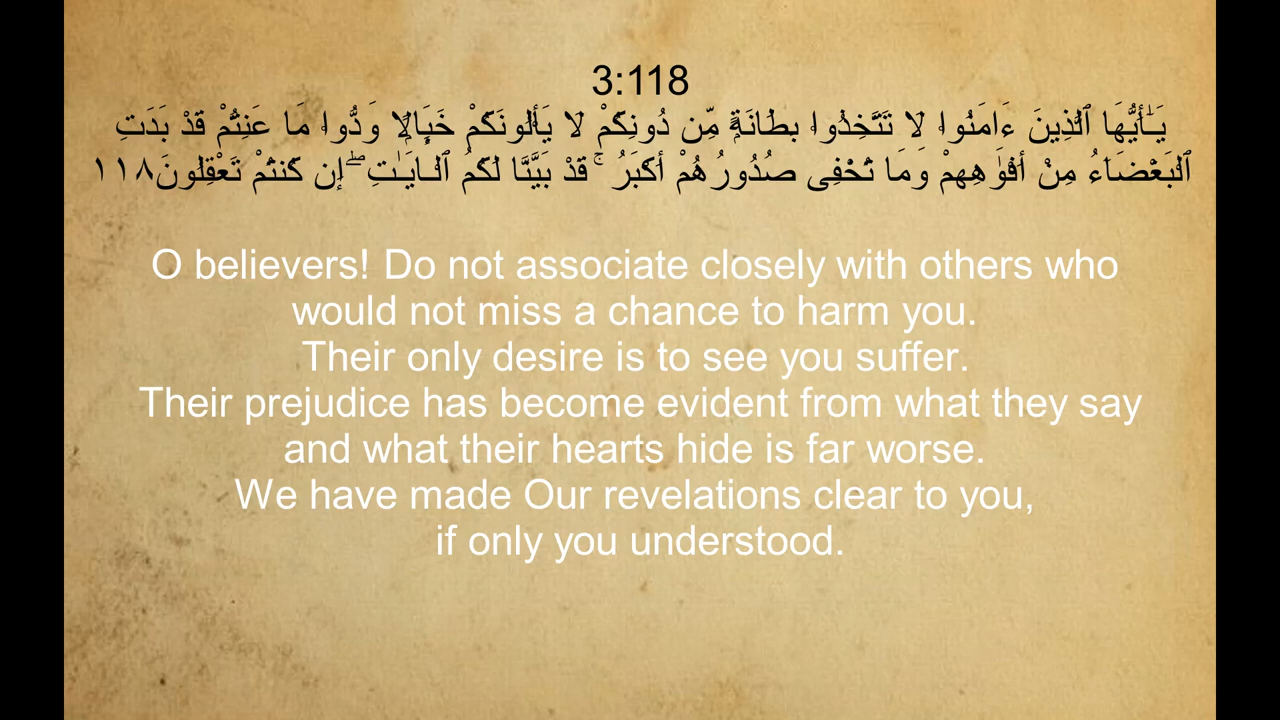 3:118
يَـٰٓأَيُّهَا ٱلَّذِينَ ءَامَنُوا۟ لَا تَتَّخِذُوا۟ بِطَانَةًۭ مِّن دُونِكُمْ لَا يَأْلُونَكُمْ خَبَالًۭا وَدُّوا۟ مَا عَنِتُّمْ قَدْ بَدَتِ
ٱلْبَغْضَآءُ مِنْ أَفْوَٰهِهِمْ وَمَا تُخْفِى صُدُورُهُمْ أَكْبَرُ ۚ قَدْ بَيَّنَّا لَكُمُ ٱلْـَٔايَـٰتِ ۖ إِن كُنتُمْ تَعْقِلُونَ١١٨
O believers! Do not associate closely with others who
would not miss a chance to harm you.
Their only desire is to see you suffer.
Their prejudice has become evident from what they say
and what their hearts hide is far worse.
We have made Our revelations clear to you,
if only you understood.